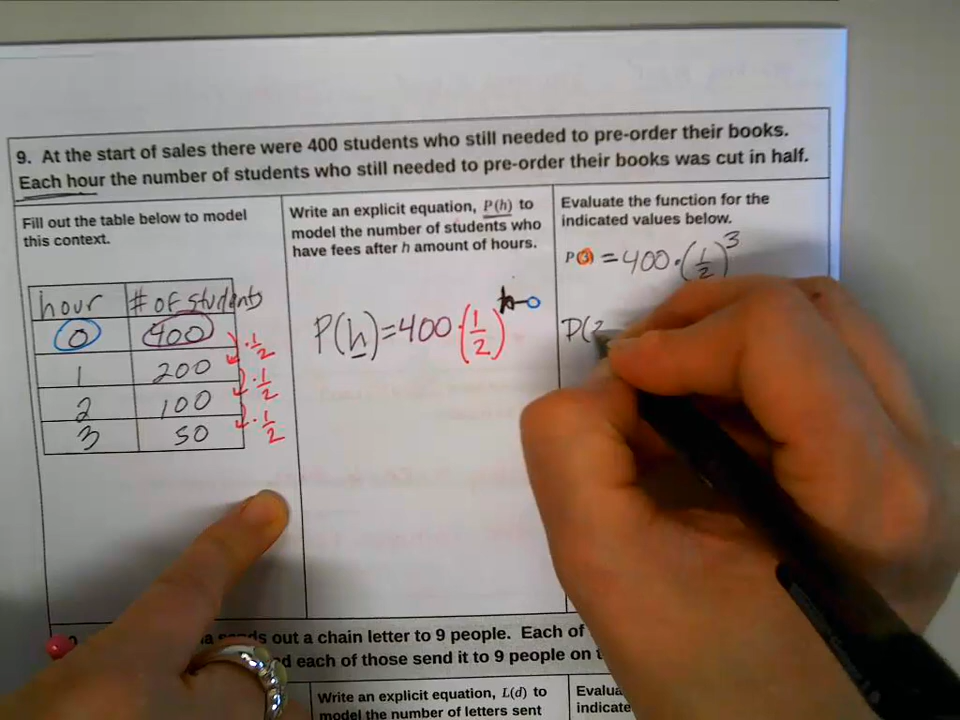 9. At the start of sales there were 400 students who still needed to pre-order their books.
Each hour the number of students who still needed to pre-order their books was cut in half.
Fill out the table below to model
this context.
hour # of students
0 400
1 200
2 100
3 50
·1/2
·1/2
·1/2
Write an explicit equation, P(h) to
model the number of students who
have fees after h amount of hours.
P(h)=400·(1/2)^h-0
Evaluate the function for the
indicated values below.
P(3) = 400·(1/2)^3
P(
sends out a chain letter to 9 people. Each of
each of those send it to 9 people on
Write an explicit equation, L(d) to
model the number of letters sent